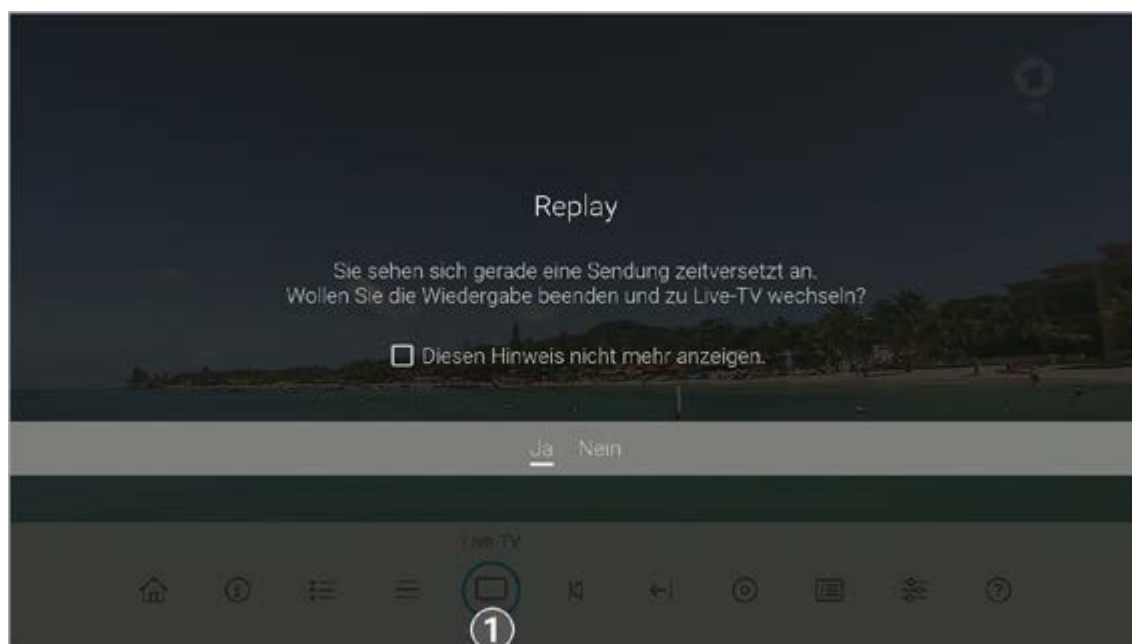 Replay
Sie sehen sich gerade eine Sendung zeitversetzt an.
Wollen Sie die Wiedergabe beenden und zu Live-TV wechseln?
Diesen Hinweis nicht mehr anzeigen.
Ja Nein
Live TV
1